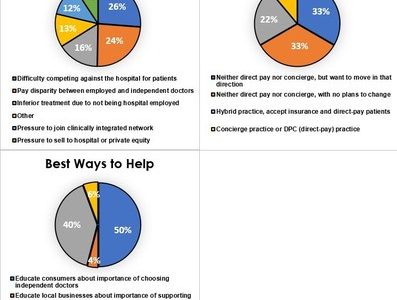 12%
26%
13%
16%
24%
Difficulty competing against the hospital for patients
Pay disparity between employed and independent doctors
Inferior treatment due to not being hospital employed
Other
Pressure to join clinically integrated network
Pressure to sell to hospital or private equity
22%
33%
33%
Neither direct pay nor concierge, but want to move in that
direction
Neither direct pay nor concierge, with no plans to change
Hybrid practice, accept insurance and direct-pay patients
Concierge practice or DPC (direct-pay) practice
Best Ways to Help
6%
40%
50%
4%
Educate consumers about importance of choosing
independent doctors
Educate local businesses about importance of supporting